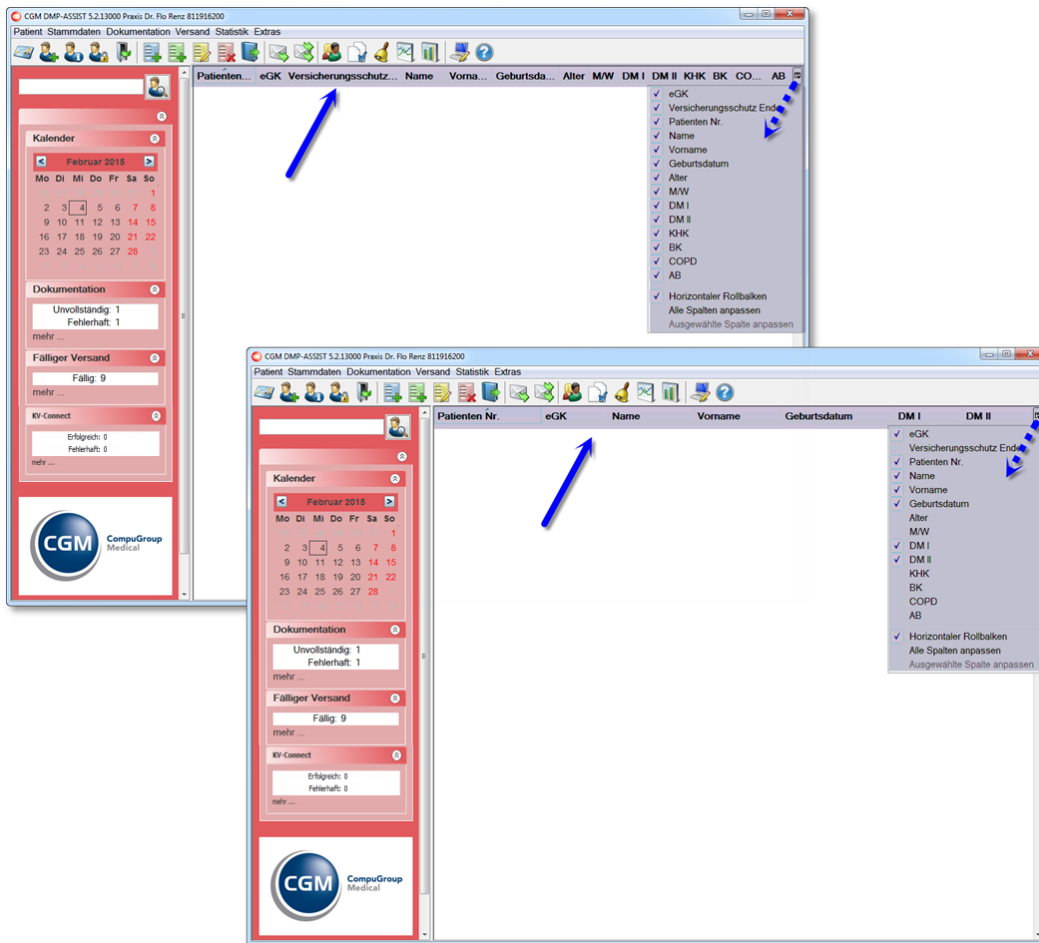 CGM DMP-ASSIST 5.2.13000 Praxis Dr. Flo Renz 811916200
Patient Stammdaten Dokumentation Versand Statistik Extras
Patienten... eGK Versicherungsschutz... Name Vorna... Geburtsda... Alter M/W DM I DM II KHK BK CO... AB
eGK
Versicherungsschutz Ende
Patienten Nr.
Name
Vorname
Geburtsdatum
Alter
M/W
DM I
DM II
KHK
BK
COPD
AB
Horizontaler Rollbalken
Alle Spalten anpassen
Ausgewählte Spalte anpassen
Kalender
< Februar 2015 >
Mo Di Mi Do Fr Sa So
1
2 3 4 5 6 7 8
9 10 11 12 13 14 15
16 17 18 19 20 21 22
23 24 25 26 27 28
Dokumentation
Unvollständig: 1
Fehlerhaft: 1
mehr ...
Fälliger Versand
Fällig: 9
mehr ...
KV-Connect
Erfolgreich: 0
Fehlerhaft: 0
mehr ...
CGM CompuGroup
Medical
CGM DMP-ASSIST 5.2.13000 Praxis Dr. Flo Renz 811916200
Patient Stammdaten Dokumentation Versand Statistik Extras
Patienten Nr. eGK Name Vorname Geburtsdatum DM I DM II
eGK
Versicherungsschutz Ende
Patienten Nr.
Name
Vorname
Geburtsdatum
Alter
M/W
DM I
DM II
KHK
BK
COPD
AB
Horizontaler Rollbalken
Alle Spalten anpassen
Ausgewählte Spalte anpassen
Kalender
< Februar 2015 >
Mo Di Mi Do Fr Sa So
1
2 3 4 5 6 7 8
9 10 11 12 13 14 15
16 17 18 19 20 21 22
23 24 25 26 27 28
Dokumentation
Unvollständig: 1
Fehlerhaft: 1
mehr ...
Fälliger Versand
Fällig: 9
mehr ...
KV-Connect
Erfolgreich: 0
Fehlerhaft: 0
mehr ...
CGM CompuGroup
Medical